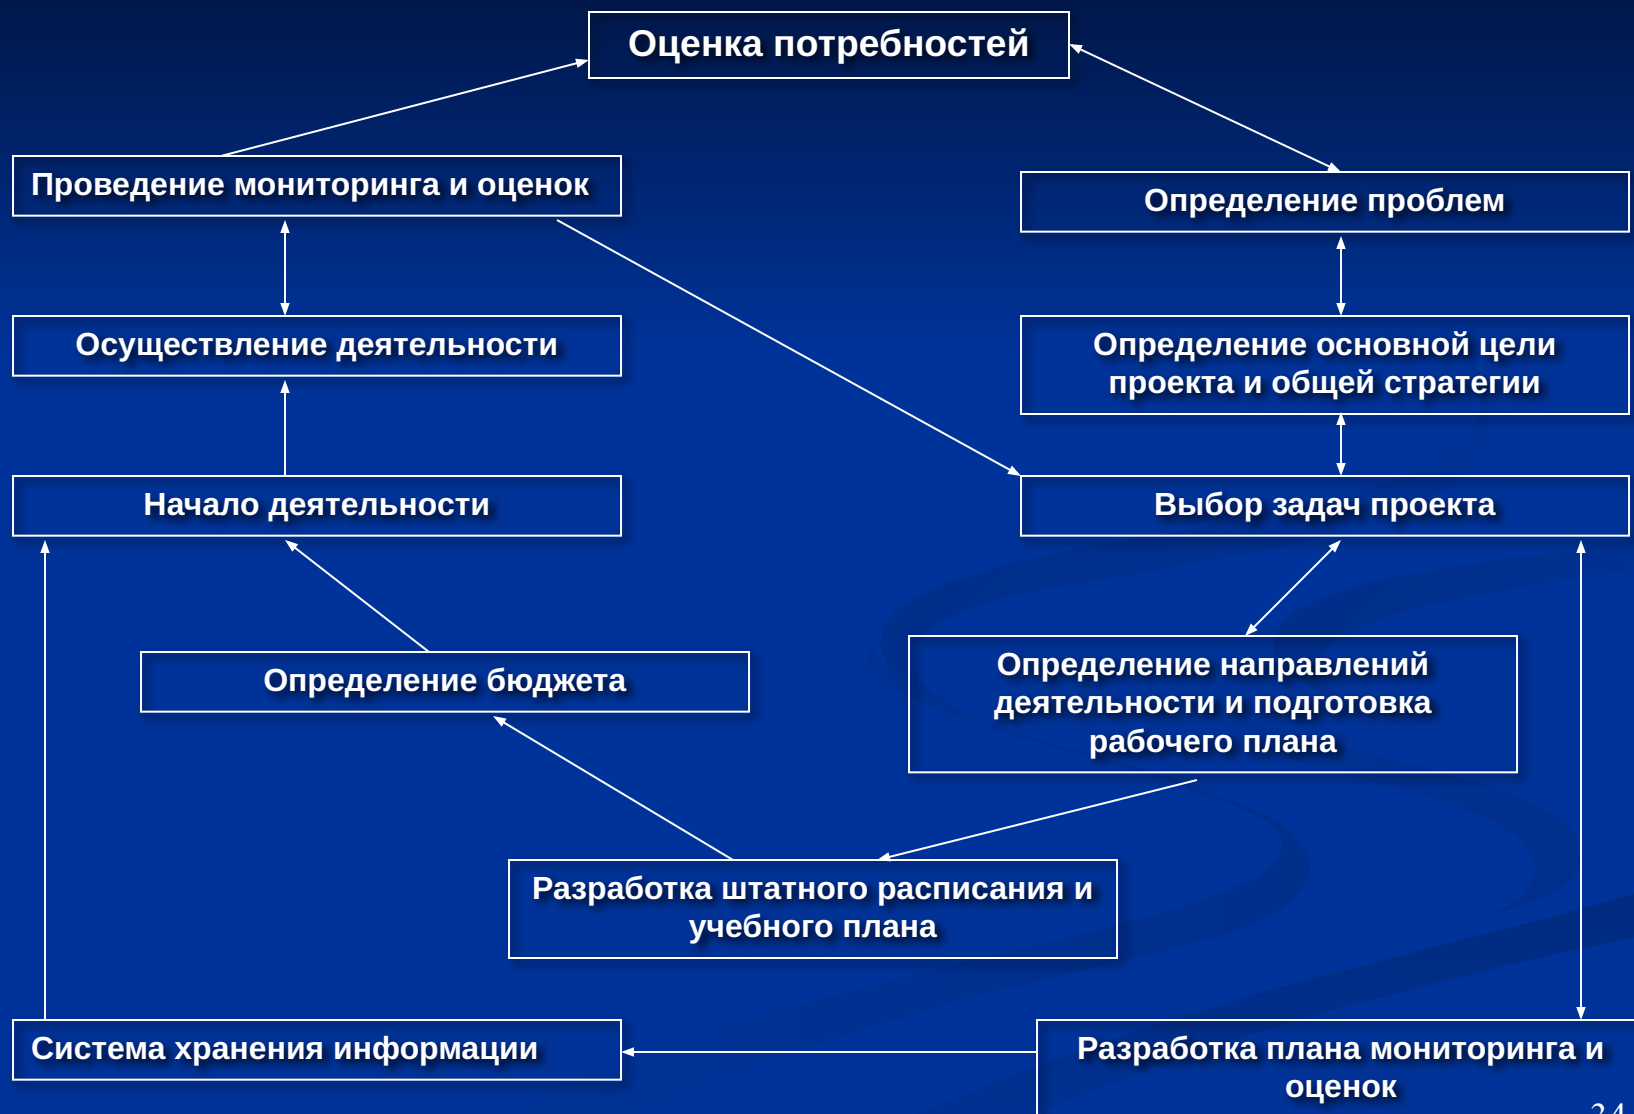 Оценка потребностей
Проведение мониторинга и оценок
Определение проблем
Осуществление деятельности
Определение основной цели
проекта и общей стратегии
Начало деятельности
Выбор задач проекта
Определение бюджета
Определение направлений
деятельности и подготовка
рабочего плана
Разработка штатного расписания и
учебного плана
Система хранения информации
Разработка плана мониторинга и
оценок